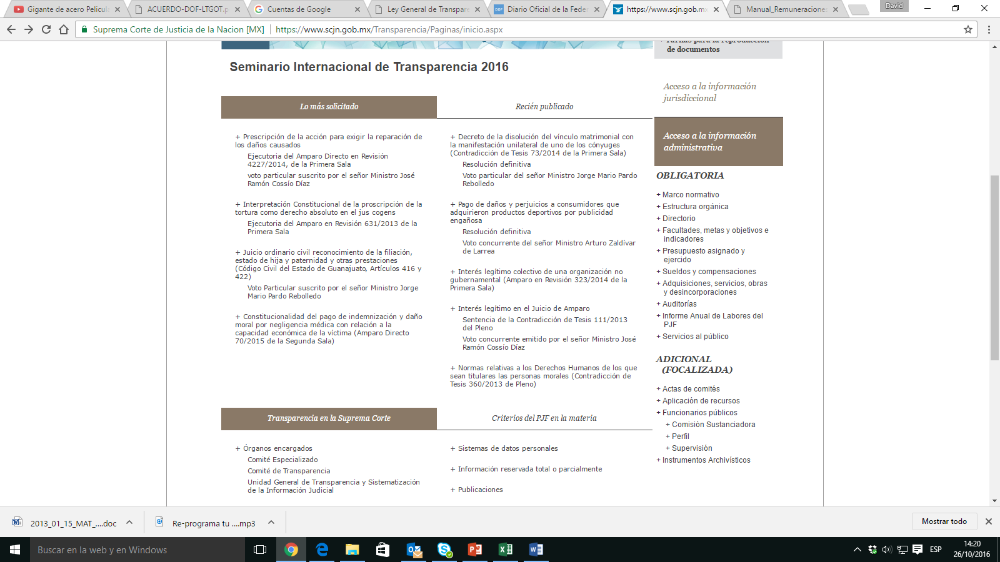 Gigante de acero Pelicula
ACUERDO-DOF-LTGOT.p
Cuentas de Google
Ley General de Transpare
Diario Oficial de la Feder
https://www.scjn.gob.mx
Manual_Remuneraciones
David
Suprema Corte de Justicia de la Nacion [MX]
https://www.scjn.gob.mx/Transparencia/Paginas/inicio.aspx
Tarifas para la reproducción
de documentos
Seminario Internacional de Transparencia 2016
Lo más solicitado
+ Prescripción de la acción para exigir la reparación de
los daños causados
Ejecutoria del Amparo Directo en Revisión
4227/2014, de la Primera Sala
voto particular suscrito por el señor Ministro José
Ramón Cossío Díaz
+ Interpretación Constitucional de la proscripción de la
tortura como derecho absoluto en el jus cogens
Ejecutoria del Amparo en Revisión 631/2013 de la
Primera Sala
+ Juicio ordinario civil reconocimiento de la filiación,
estado de hija y paternidad y otras prestaciones
(Código Civil del Estado de Guanajuato, Artículos 416 y
422)
Voto Particular suscrito por el señor Ministro Jorge
Mario Pardo Rebolledo
+ Constitucionalidad del pago de indemnización y daño
moral por negligencia médica con relación a la
capacidad económica de la víctima (Amparo Directo
70/2015 de la Segunda Sala)
Recién publicado
+ Decreto de la disolución del vínculo matrimonial con
la manifestación unilateral de uno de los cónyuges
(Contradicción de Tesis 73/2014 de la Primera Sala)
Resolución definitiva
Voto particular del señor Ministro Jorge Mario Pardo
Rebolledo
+ Pago de daños y perjuicios a consumidores que
adquirieron productos deportivos por publicidad
engañosa
Resolución definitiva
Voto concurrente del señor Ministro Arturo Zaldívar
de Larrea
+ Interés legítimo colectivo de una organización no
gubernamental (Amparo en Revisión 323/2014 de la
Primera Sala)
+ Interés legítimo en el Juicio de Amparo
Sentencia de la Contradicción de Tesis 111/2013
del Pleno
Voto concurrente emitido por el señor Ministro José
Ramón Cossío Díaz
+ Normas relativas a los Derechos Humanos de los que
sean titulares las personas morales (Contradicción de
Tesis 360/2013 de Pleno)
Transparencia en la Suprema Corte
+ Órganos encargados
Comité Especializado
Comité de Transparencia
Unidad General de Transparencia y Sistematización
de la Información Judicial
Criterios del PJF en la materia
+ Sistemas de datos personales
+ Información reservada total o parcialmente
+ Publicaciones
Acceso a la información
jurisdiccional
Acceso a la información
administrativa
OBLIGATORIA
+ Marco normativo
+ Estructura orgánica
+ Directorio
+ Facultades, metas y objetivos e
indicadores
+ Presupuesto asignado y
ejercido
+ Sueldos y compensaciones
+ Adquisiciones, servicios, obras
y desincorporaciones
+ Auditorías
+ Informe Anual de Labores del
PJF
+ Servicios al público
ADICIONAL
(FOCALIZADA)
+ Actas de comités
+ Aplicación de recursos
+ Funcionarios públicos
+ Comisión Sustanciadora
+ Perfil
+ Supervisión
+ Instrumentos Archivísticos
2013_01_15_MAT_....doc
Re-programa tu ....mp3
Mostrar todo
Buscar en la web y en Windows
ESP
14:20
26/10/2016